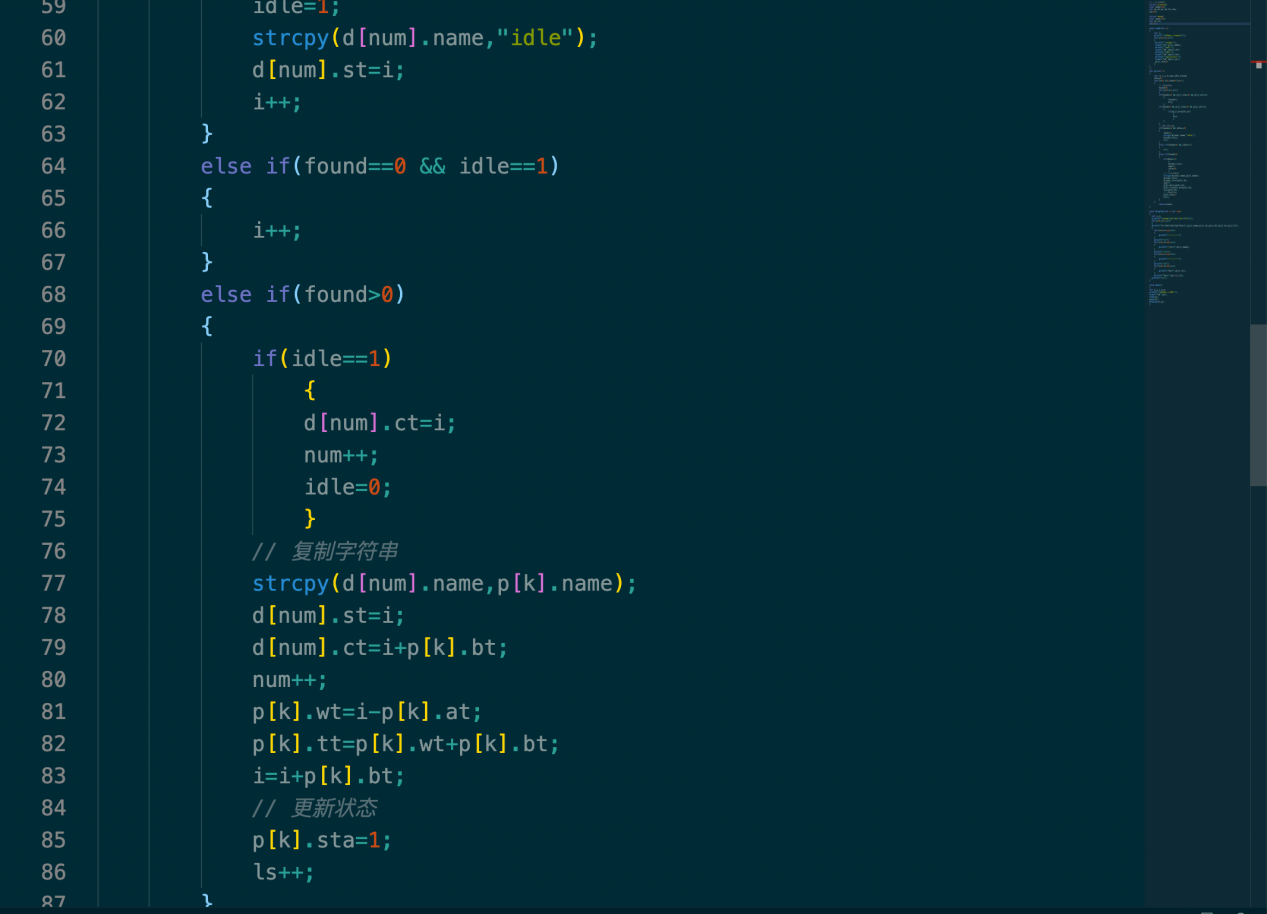 59 idle=1;
60 strcpy(d[num].name,"idle");
61 d[num].st=i;
62 i++;
63 }
64 else if(found==0 && idle==1)
65 {
66 i++;
67 }
68 else if(found>0)
69 {
70 if(idle==1)
71 {
72 d[num].ct=i;
73 num++;
74 idle=0;
75 }
76 // 复制字符串
77 strcpy(d[num].name,p[k].name);
78 d[num].st=i;
79 d[num].ct=i+p[k].bt;
80 num++;
81 p[k].wt=i-p[k].at;
82 p[k].tt=p[k].wt+p[k].bt;
83 i=i+p[k].bt;
84 // 更新状态
85 p[k].sta=1;
86 ls++;
87 }